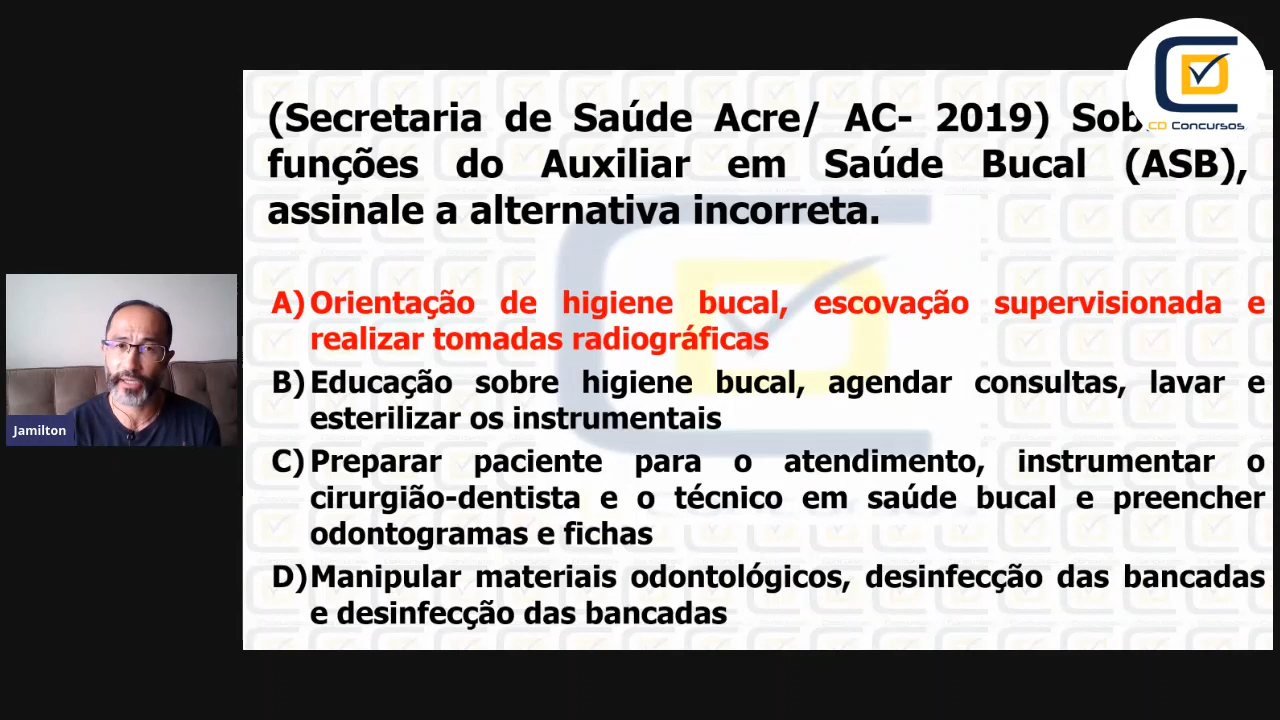 CD Concursos
(Secretaria de Saúde Acre/ AC- 2019) Sob
funções do Auxiliar em Saúde Bucal (ASB),
assinale a alternativa incorreta.
A) Orientação de higiene bucal, escovação supervisionada e
realizar tomadas radiográficas
B) Educação sobre higiene bucal, agendar consultas, lavar e
esterilizar os instrumentais
C) Preparar paciente para o atendimento, instrumentar o
cirurgião-dentista e o técnico em saúde bucal e preencher
odontogramas e fichas
D) Manipular materiais odontológicos, desinfecção das bancadas
e desinfecção das bancadas
Jamilton